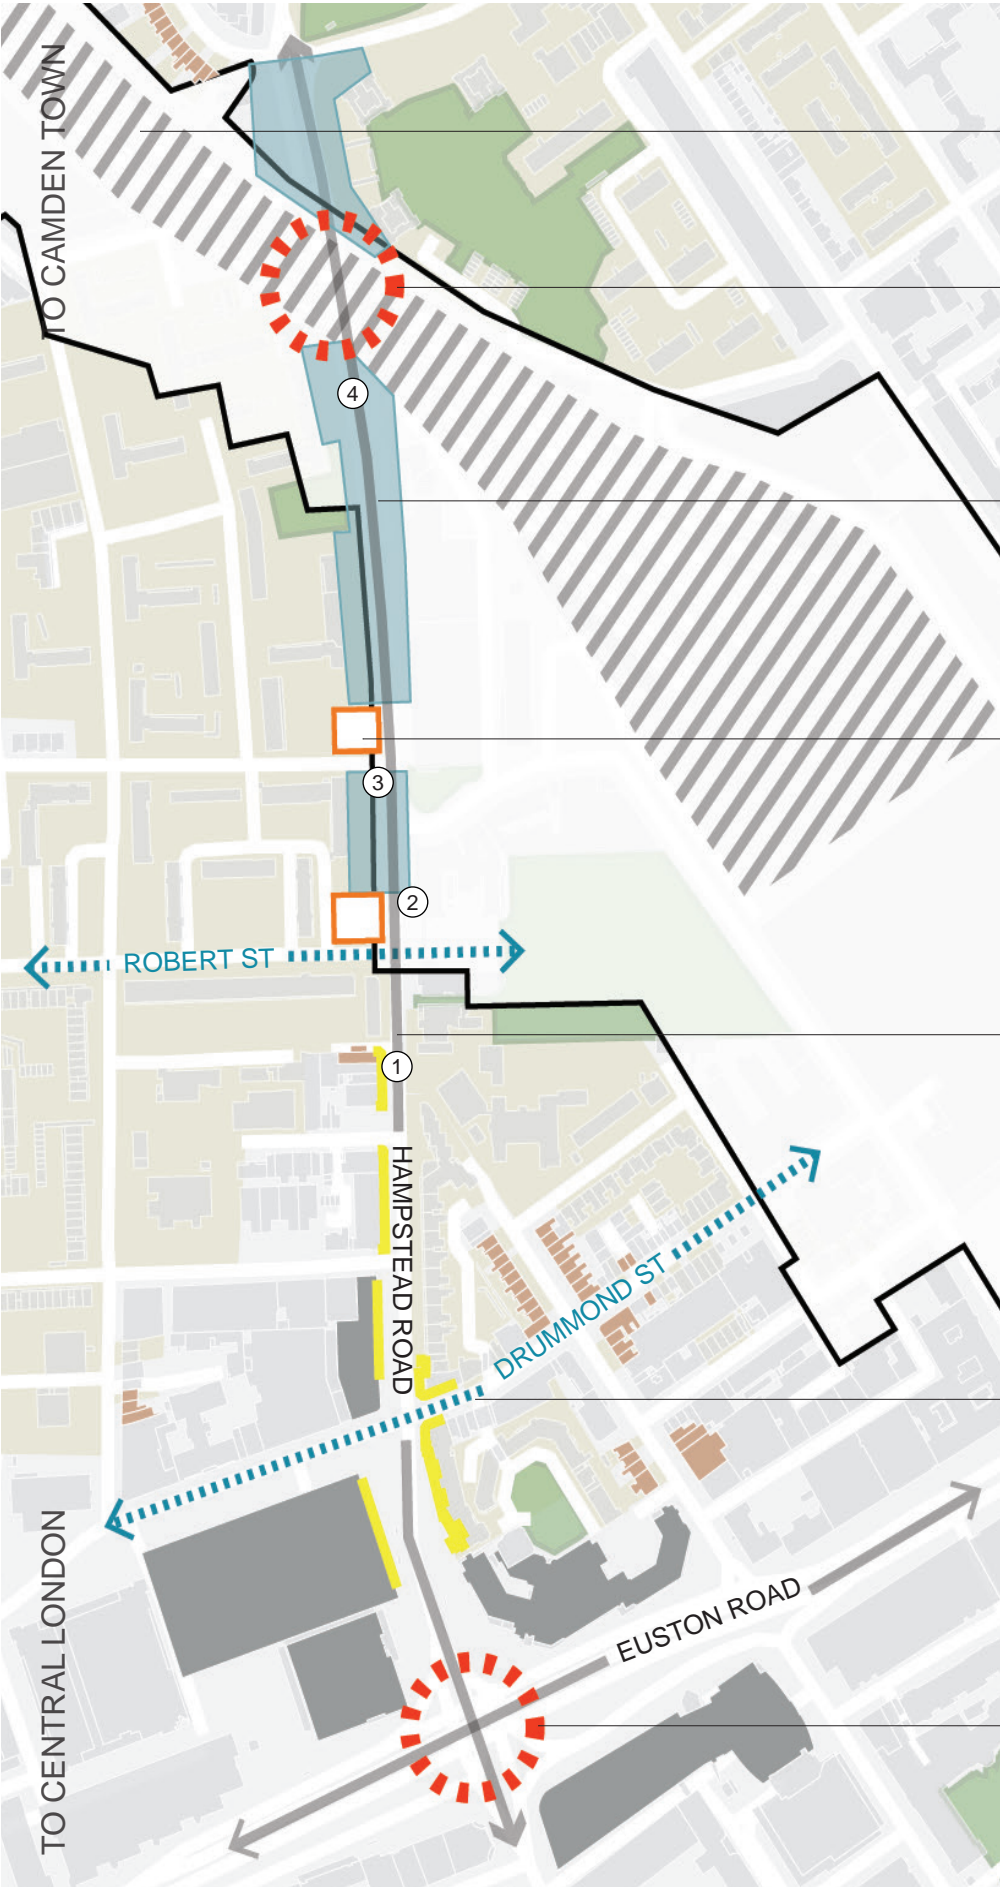 TO CAMDEN TOWN
4
3
2
ROBERT ST
1
HAMPSTEAD ROAD
DRUMMOND ST
TO CENTRAL LONDON
EUSTON ROAD